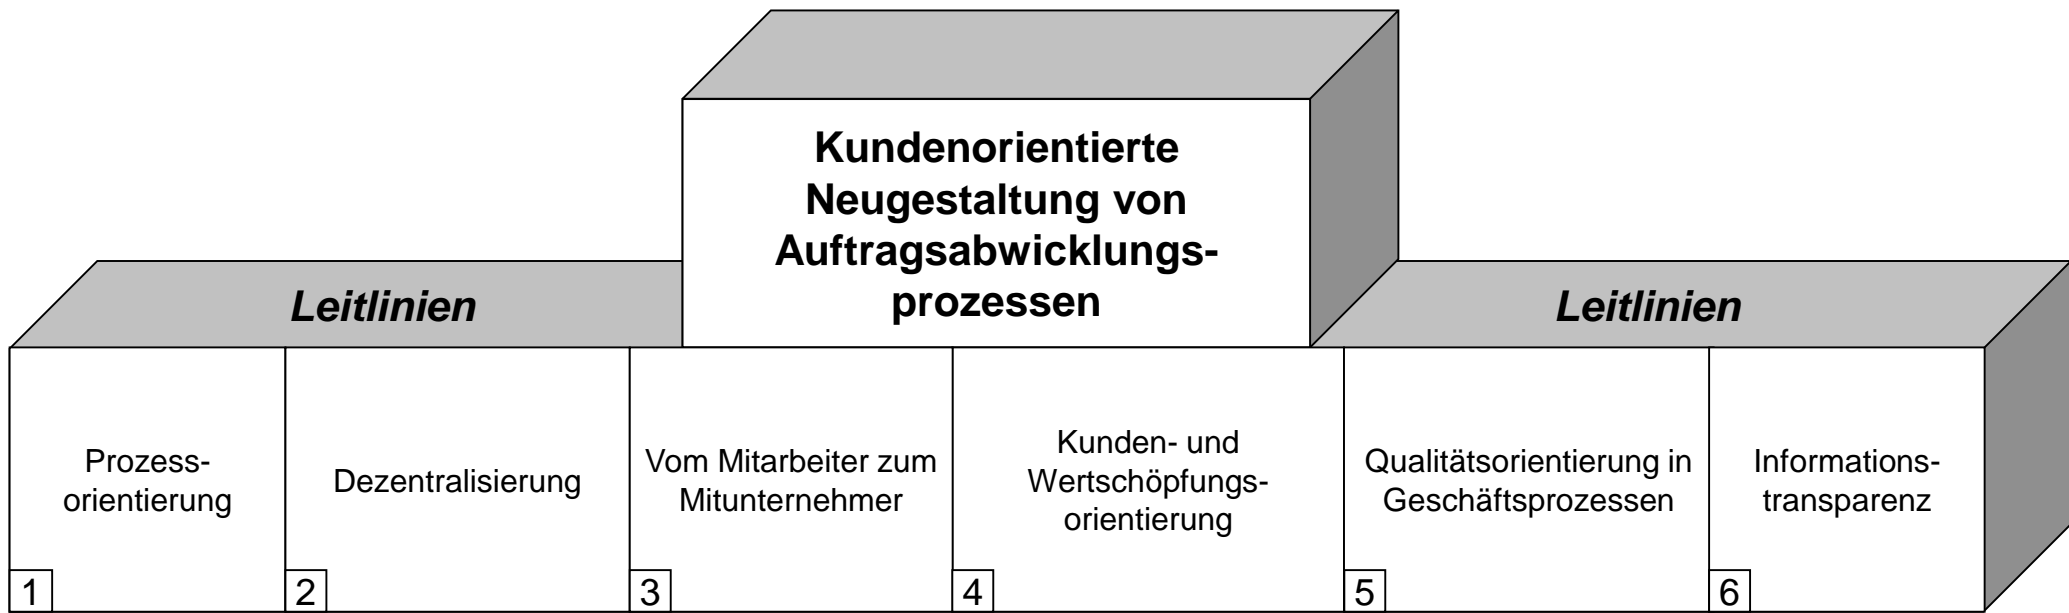 Kundenorientierte
Neugestaltung von
Auftragsabwicklungs-
prozessen
Leitlinien
Leitlinien
Prozess-
orientierung
1
Dezentralisierung
2
Vom Mitarbeiter zum
Mitunternehmer
3
Kunden- und
Wertschöpfungs-
orientierung
4
Qualitätsorientierung in
Geschäftsprozessen
5
Informations-
transparenz
6